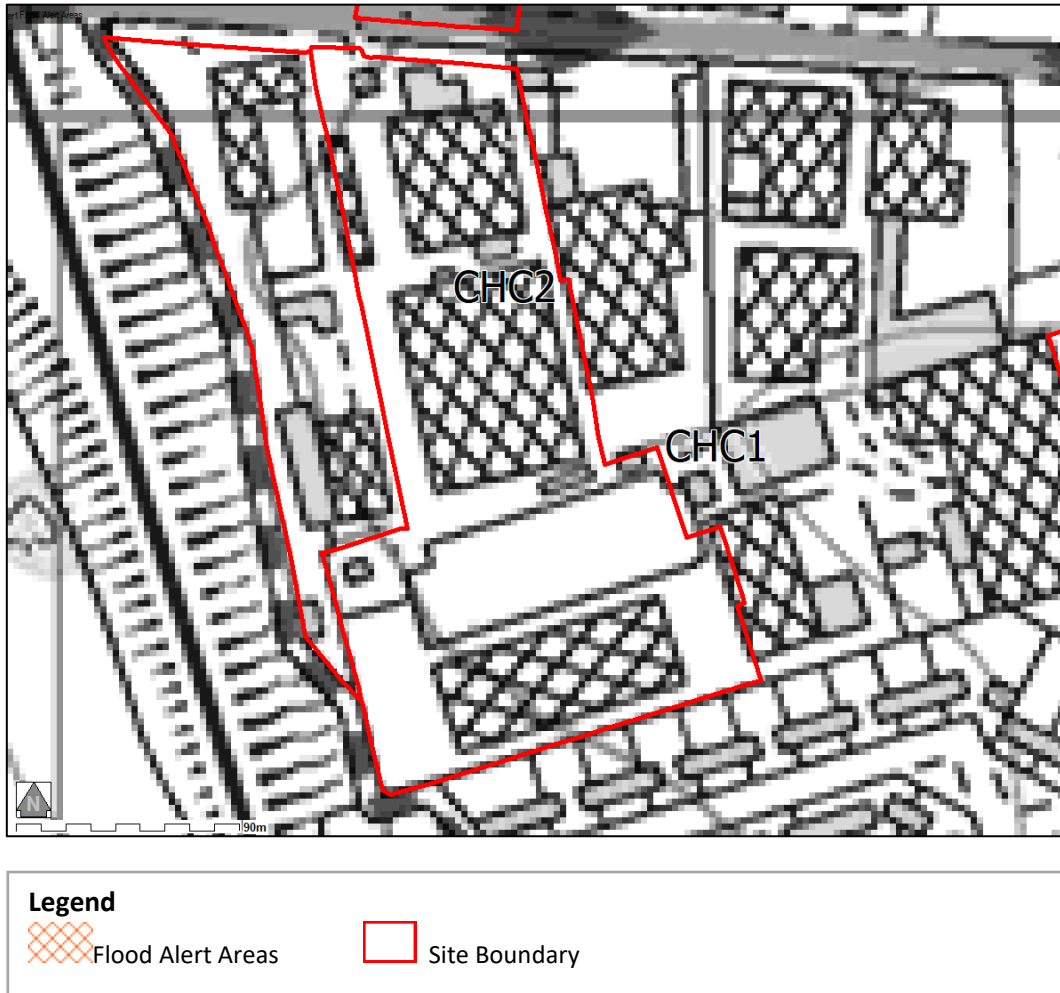 CHC2
CHC1
N
90m
Legend
Flood Alert Areas
Site Boundary